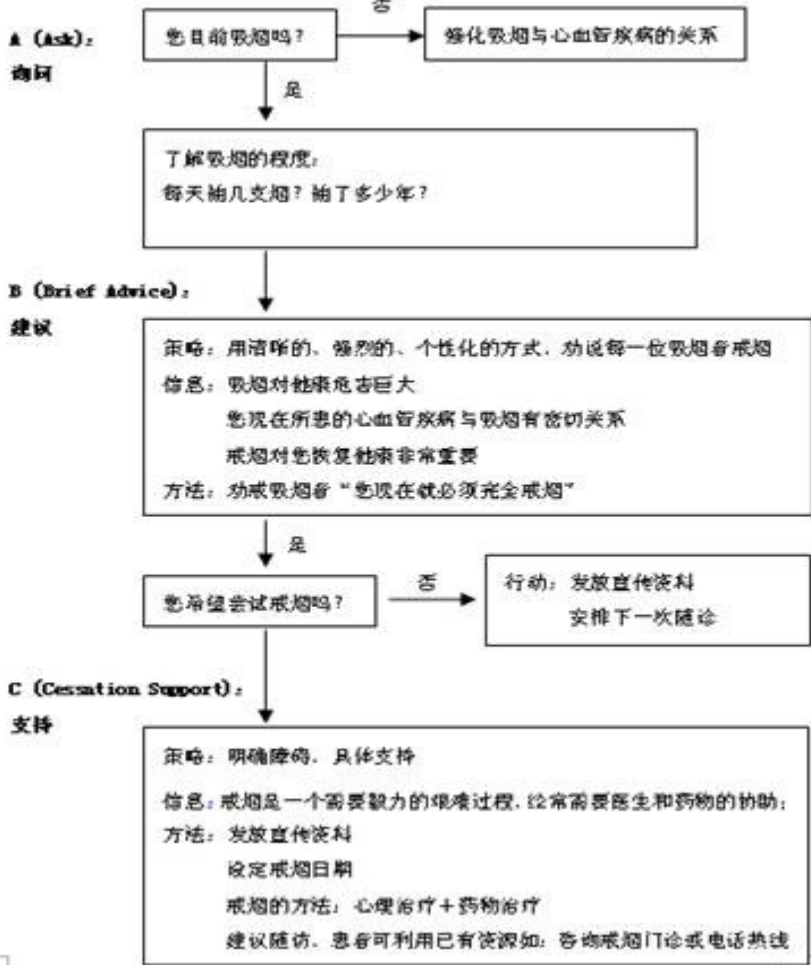 否
A (Ask)：
询问
您目前吸烟吗？
强化吸烟与心血管疾病的关系
是
了解吸烟的程度：
每天抽几支烟？抽了多少年？
B (Brief Advice)：
建议
策略：用清晰的、强烈的、个性化的方式，劝说每一位吸烟者戒烟
信息：吸烟对健康危害巨大
您现在所患的心血管疾病与吸烟有密切关系
戒烟对您恢复健康非常重要
方法：劝戒吸烟者“您现在就必须完全戒烟”
是
您希望尝试戒烟吗？
否
行动：发放宣传资料
安排下一次随诊
C (Cessation Support)：
支持
策略：明确障碍，具体支持
信息：戒烟是一个需要毅力的艰难过程，经常需要医生和药物的协助；
方法：发放宣传资料
设定戒烟日期
戒烟的方法：心理治疗＋药物治疗
建议随访，患者可利用已有资源如：咨询戒烟门诊或电话热线